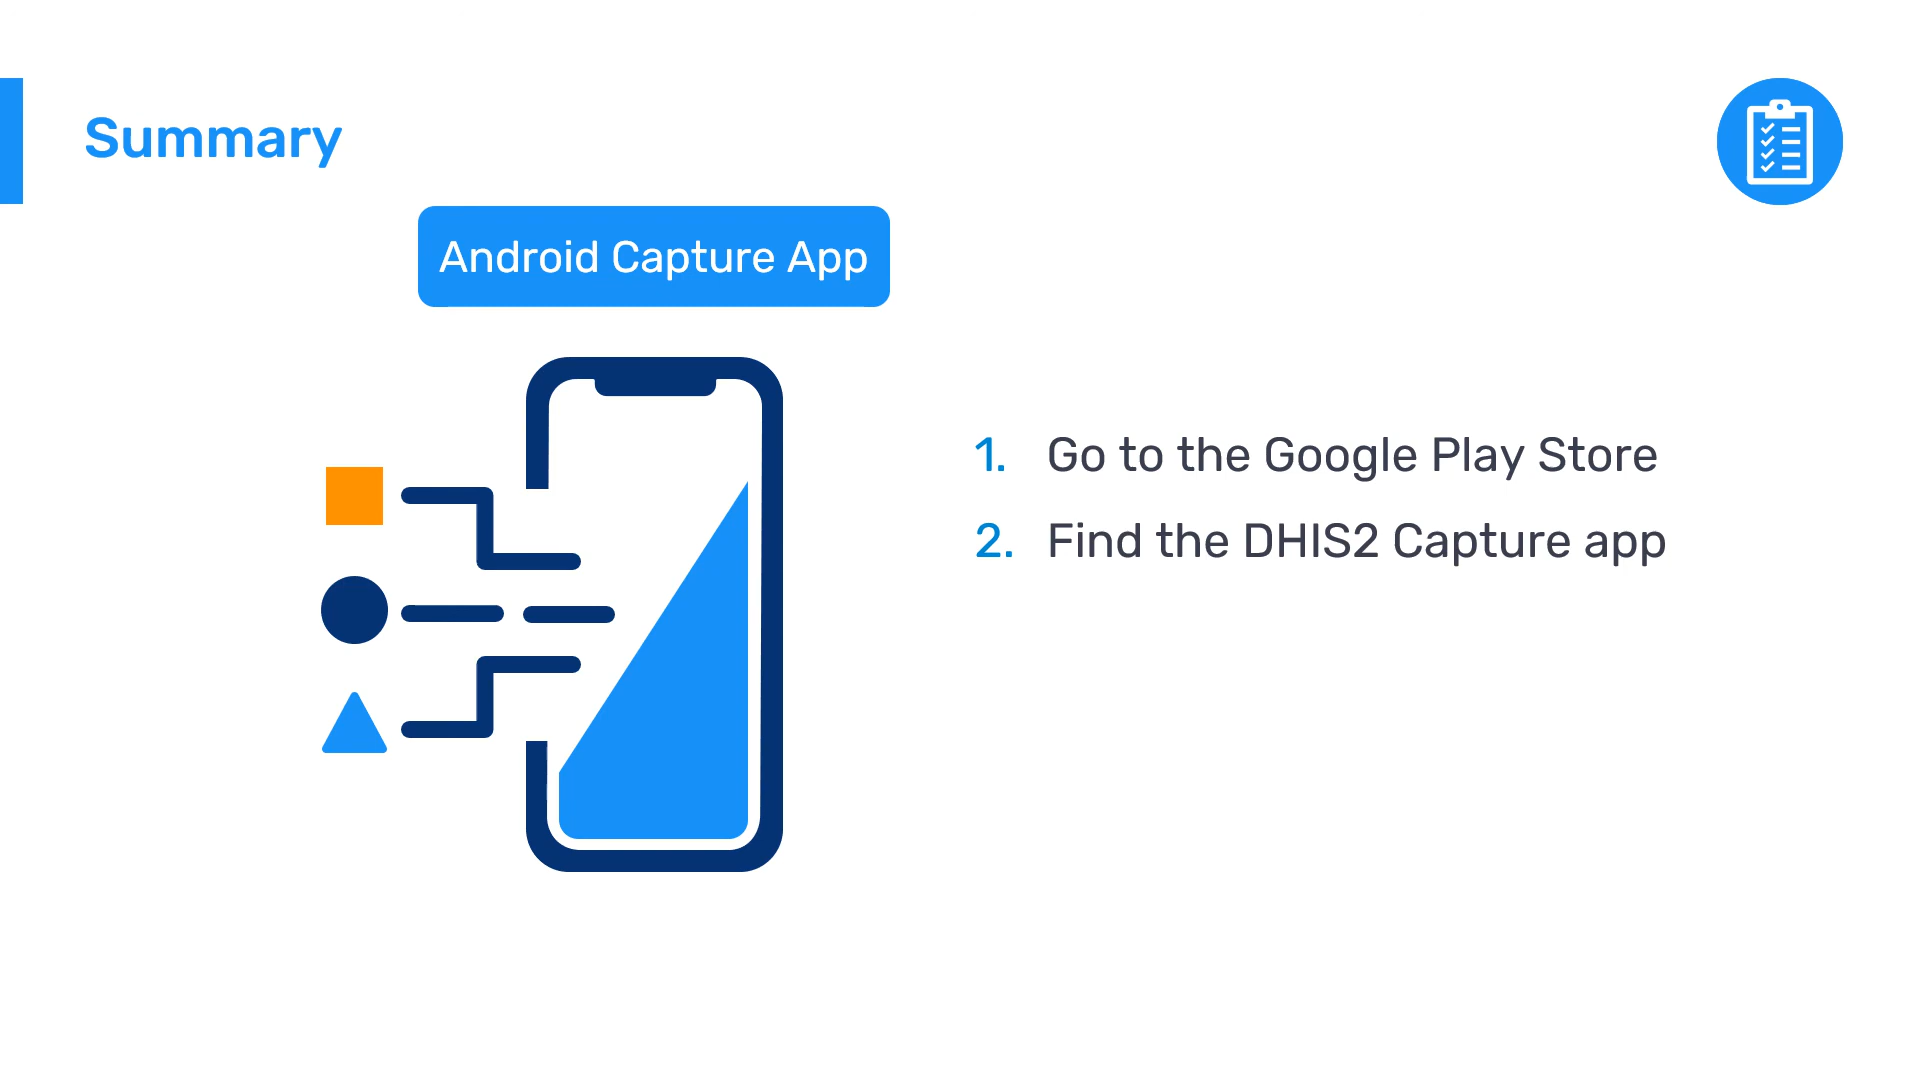 Summary
Android Capture App
1. Go to the Google Play Store
2. Find the DHIS2 Capture app